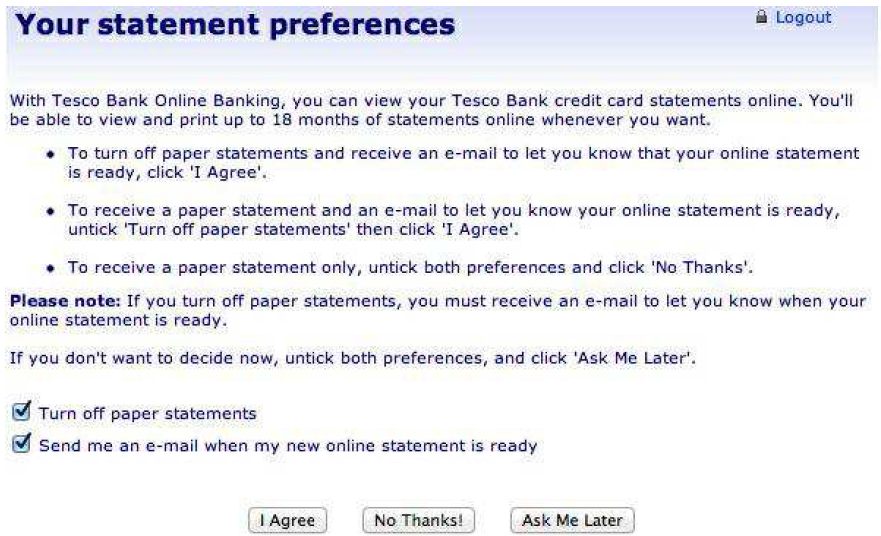 Your statement preferences
Logout
With Tesco Bank Online Banking, you can view your Tesco Bank credit card statements online. You'll
be able to view and print up to 18 months of statements online whenever you want.
• To turn off paper statements and receive an e-mail to let you know that your online statement
is ready, click 'I Agree'.
• To receive a paper statement and an e-mail to let you know your online statement is ready,
untick 'Turn off paper statements' then click 'I Agree'.
• To receive a paper statement only, untick both preferences and click 'No Thanks'.
Please note: If you turn off paper statements, you must receive an e-mail to let you know when your
online statement is ready.
If you don't want to decide now, untick both preferences, and click 'Ask Me Later'.
Turn off paper statements
Send me an e-mail when my new online statement is ready
I Agree
No Thanks!
Ask Me Later